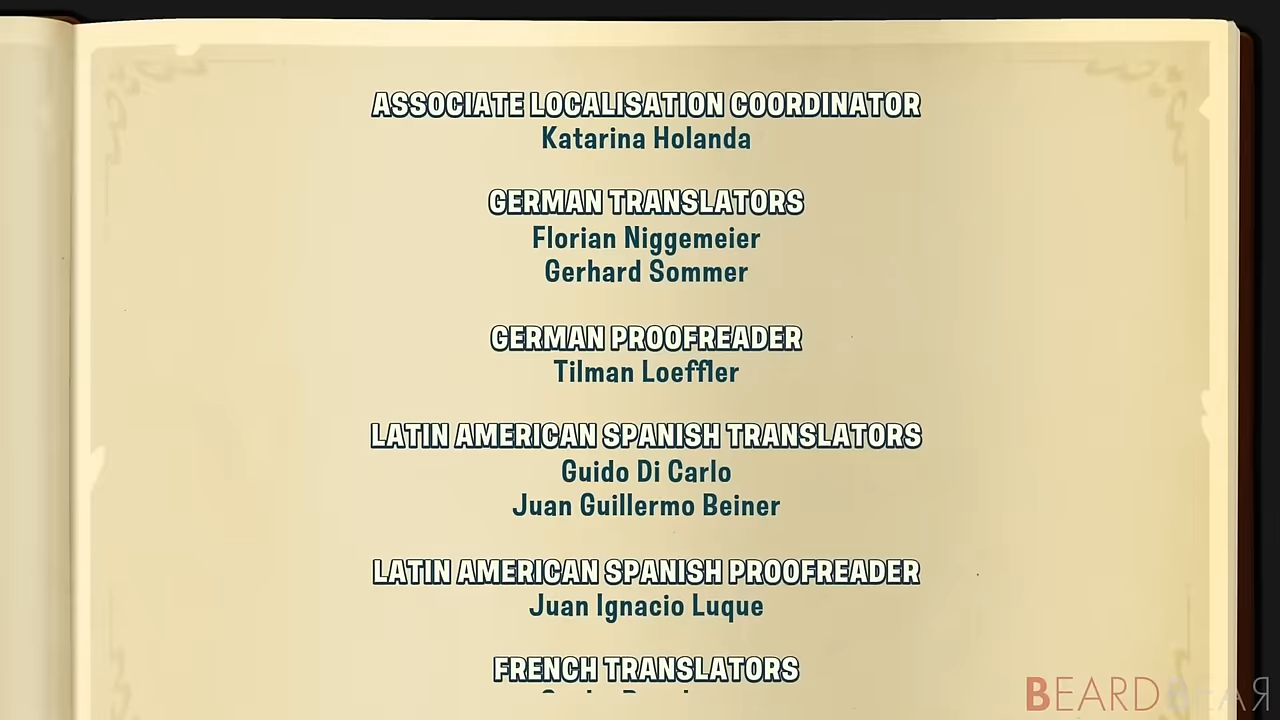 ASSOCIATE LOCALISATION COORDINATOR
Katarina Holanda
GERMAN TRANSLATORS
Florian Niggemeier
Gerhard Sommer
GERMAN PROOFREADER
Tilman Loeffler
LATIN AMERICAN SPANISH TRANSLATORS
Guido Di Carlo
Juan Guillermo Beiner
LATIN AMERICAN SPANISH PROOFREADER
Juan Ignacio Luque
FRENCH TRANSLATORS
BEARDBEAR